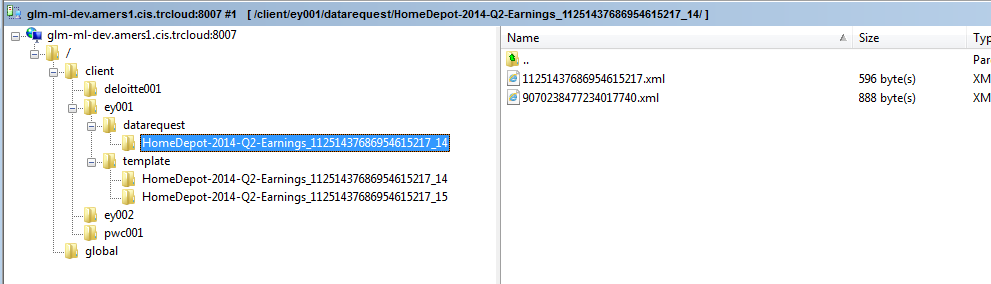 glm-ml-dev.amers1.cis.trcloud:8007 #1 [ /client/ey001/datarequest/HomeDepot-2014-Q2-Earnings_11251437686954615217_14/ ]
glm-ml-dev.amers1.cis.trcloud:8007
/
client
deloitte001
ey001
datarequest
HomeDepot-2014-Q2-Earnings_11251437686954615217_14
template
HomeDepot-2014-Q2-Earnings_11251437686954615217_14
HomeDepot-2014-Q2-Earnings_11251437686954615217_15
ey002
pwc001
global
Name Size Typ
.. Par
11251437686954615217.xml 596 byte(s) XM
9070238477234017740.xml 888 byte(s) XM